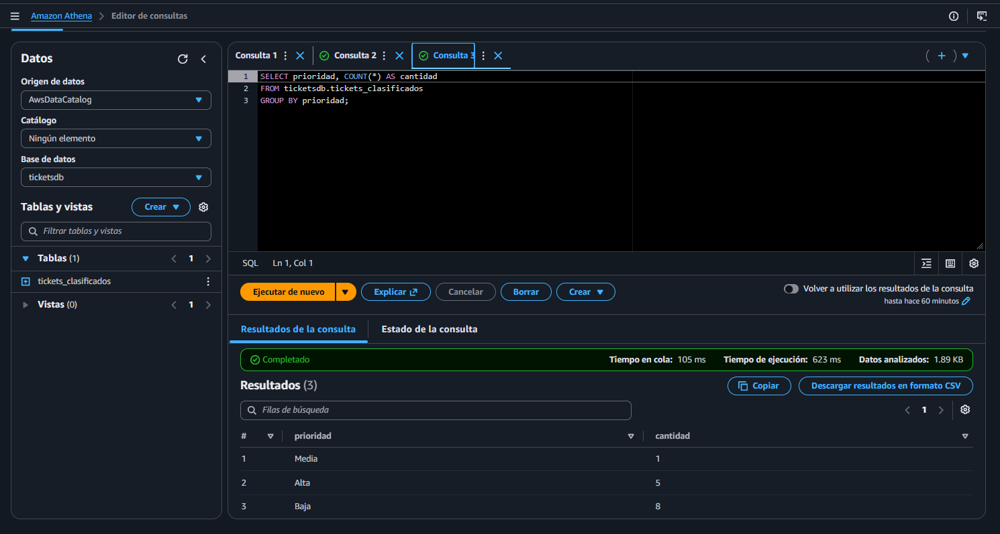 Amazon Athena > Editor de consultas
Datos
Origen de datos
AwsDataCatalog
Catálogo
Ningún elemento
Base de datos
ticketsdb
Tablas y vistas
Crear
Filtrar tablas y vistas
Tablas (1)
1
tickets_clasificados
Vistas (0)
1
Consulta 1
Consulta 2
Consulta 3
1 SELECT prioridad, COUNT(*) AS cantidad
2 FROM ticketsdb.tickets_clasificados
3 GROUP BY prioridad;
SQL Ln 1, Col 1
Ejecutar de nuevo
Explicar
Cancelar
Borrar
Crear
Volver a utilizar los resultados de la consulta
hasta hace 60 minutos
Resultados de la consulta
Estado de la consulta
Completado
Tiempo en cola: 105 ms
Tiempo de ejecución: 623 ms
Datos analizados: 1.89 KB
Resultados (3)
Copiar
Descargar resultados en formato CSV
Filas de búsqueda
1
# prioridad cantidad
1 Media 1
2 Alta 5
3 Baja 8